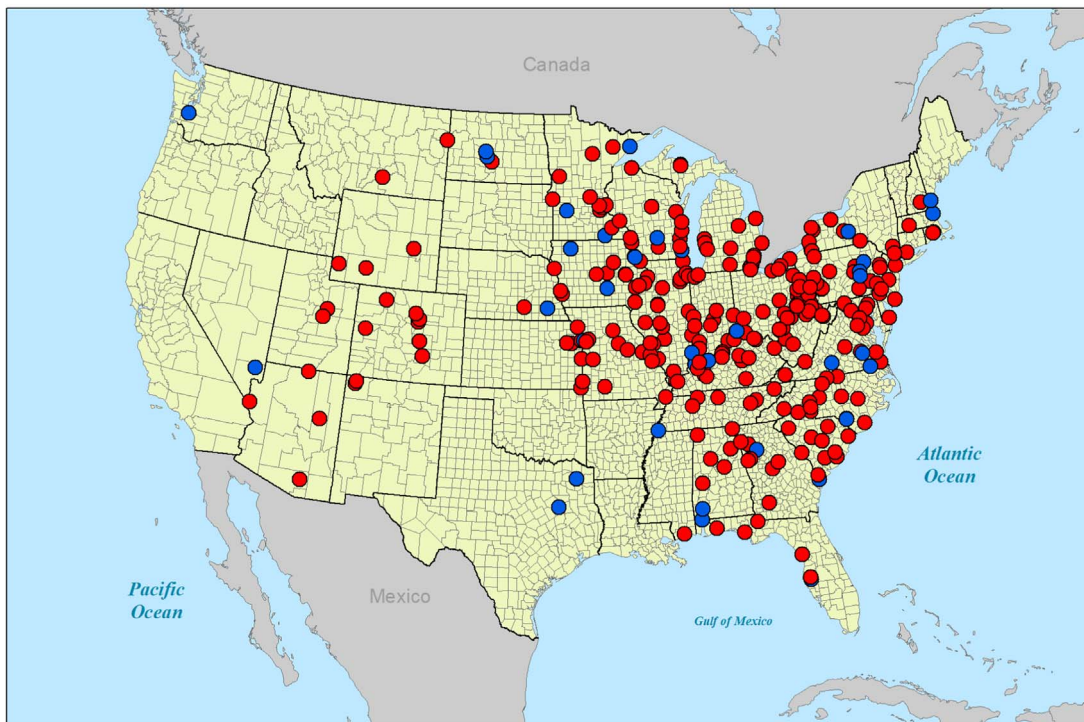 Canada
Atlantic
Ocean
Pacific
Ocean
Mexico
Gulf of Mexico